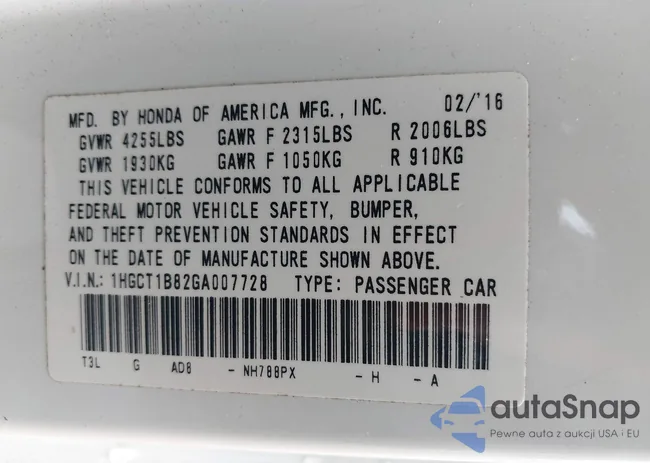 MFD. BY HONDA OF AMERICA MFG., INC. 02/'16
GVWR 4255LBS GAWR F 2315LBS R 2006LBS
GVWR 1930KG GAWR F 1050KG R 910KG
THIS VEHICLE CONFORMS TO ALL APPLICABLE
FEDERAL MOTOR VEHICLE SAFETY, BUMPER,
AND THEFT PREVENTION STANDARDS IN EFFECT
ON THE DATE OF MANUFACTURE SHOWN ABOVE.
V.I.N.: 1HGCT1B82GA007728 TYPE: PASSENGER CAR
T3L G AD8 - NH788PX - H - A
autaSnap
Pewne auta z aukcji USA i EU